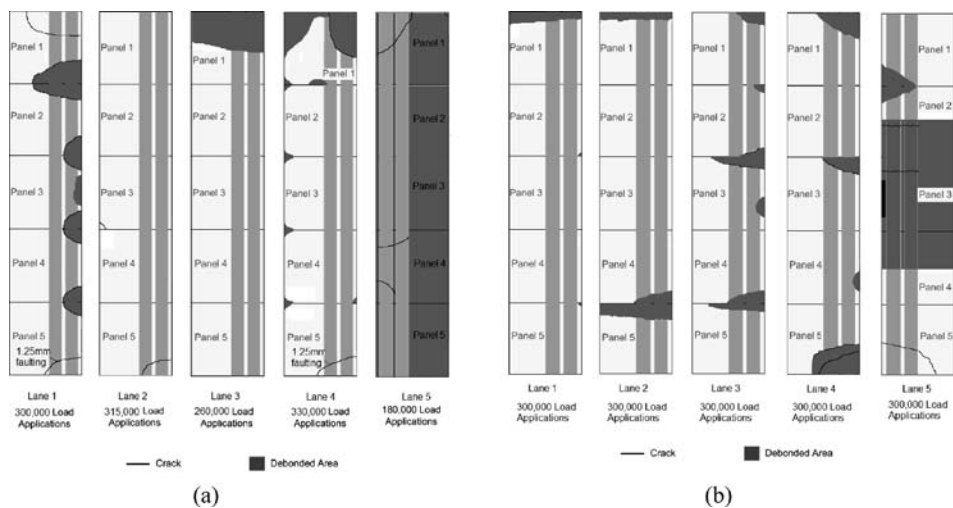 Panel 1
Panel 2
Panel 3
Panel 4
Panel 5
1.25mm
faulting
Lane 1
300,000 Load
Applications
Panel 1
Panel 2
Panel 3
Panel 4
Panel 5
Lane 2
315,000 Load
Applications
Panel 1
Panel 2
Panel 3
Panel 4
Panel 5
Lane 3
260,000 Load
Applications
Panel 1
Panel 2
Panel 3
Panel 4
Panel 5
1.25mm
faulting
Lane 4
330,000 Load
Applications
Panel 1
Panel 2
Panel 3
Panel 4
Panel 5
Lane 5
180,000 Load
Applications
Crack
Debonded Area
(a)
Panel 1
Panel 2
Panel 3
Panel 4
Panel 5
Lane 1
300,000 Load
Applications
Panel 1
Panel 2
Panel 3
Panel 4
Panel 5
Lane 2
300,000 Load
Applications
Panel 1
Panel 2
Panel 3
Panel 4
Panel 5
Lane 3
300,000 Load
Applications
Panel 1
Panel 2
Panel 3
Panel 4
Panel 5
Lane 4
300,000 Load
Applications
Panel 1
Panel 2
Panel 3
Panel 4
Panel 5
Lane 5
300,000 Load
Applications
Crack
Debonded Area
(b)